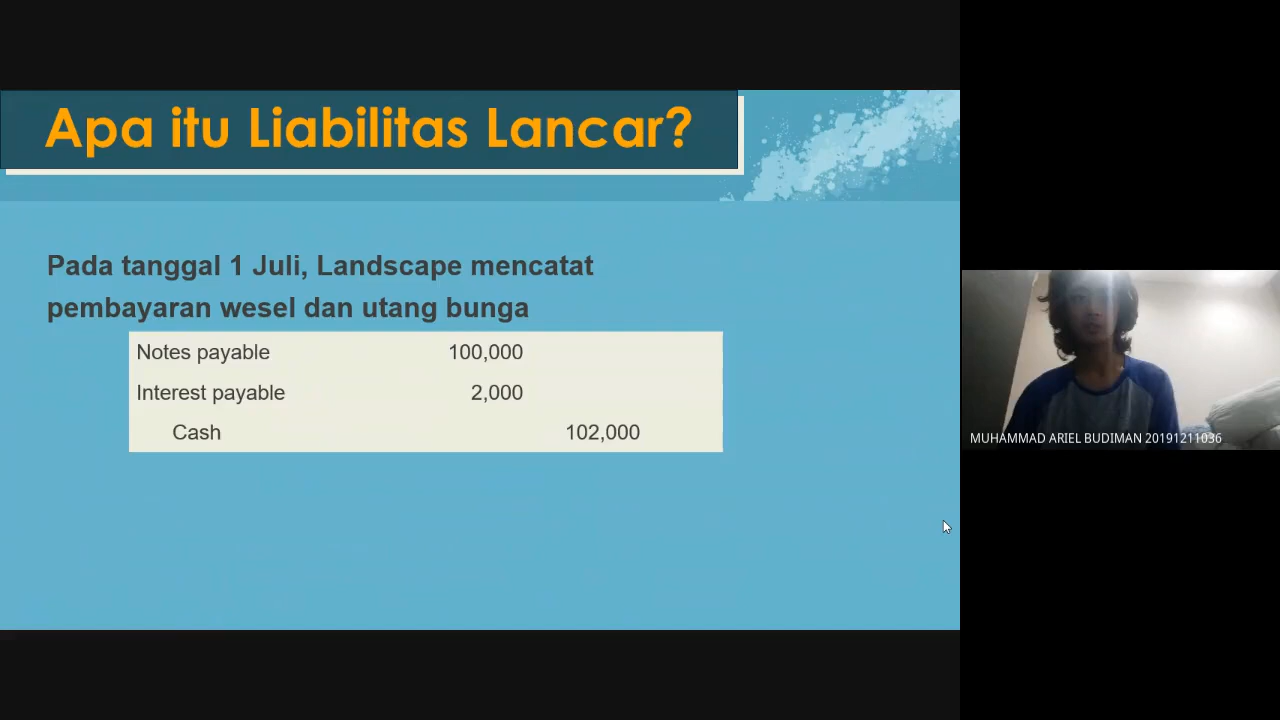 Apa itu Liabilitas Lancar?
Pada tanggal 1 Juli, Landscape mencatat
pembayaran wesel dan utang bunga
Notes payable 100,000
Interest payable 2,000
Cash 102,000
MUHAMMAD ARIEL BUDIMAN 20191211036